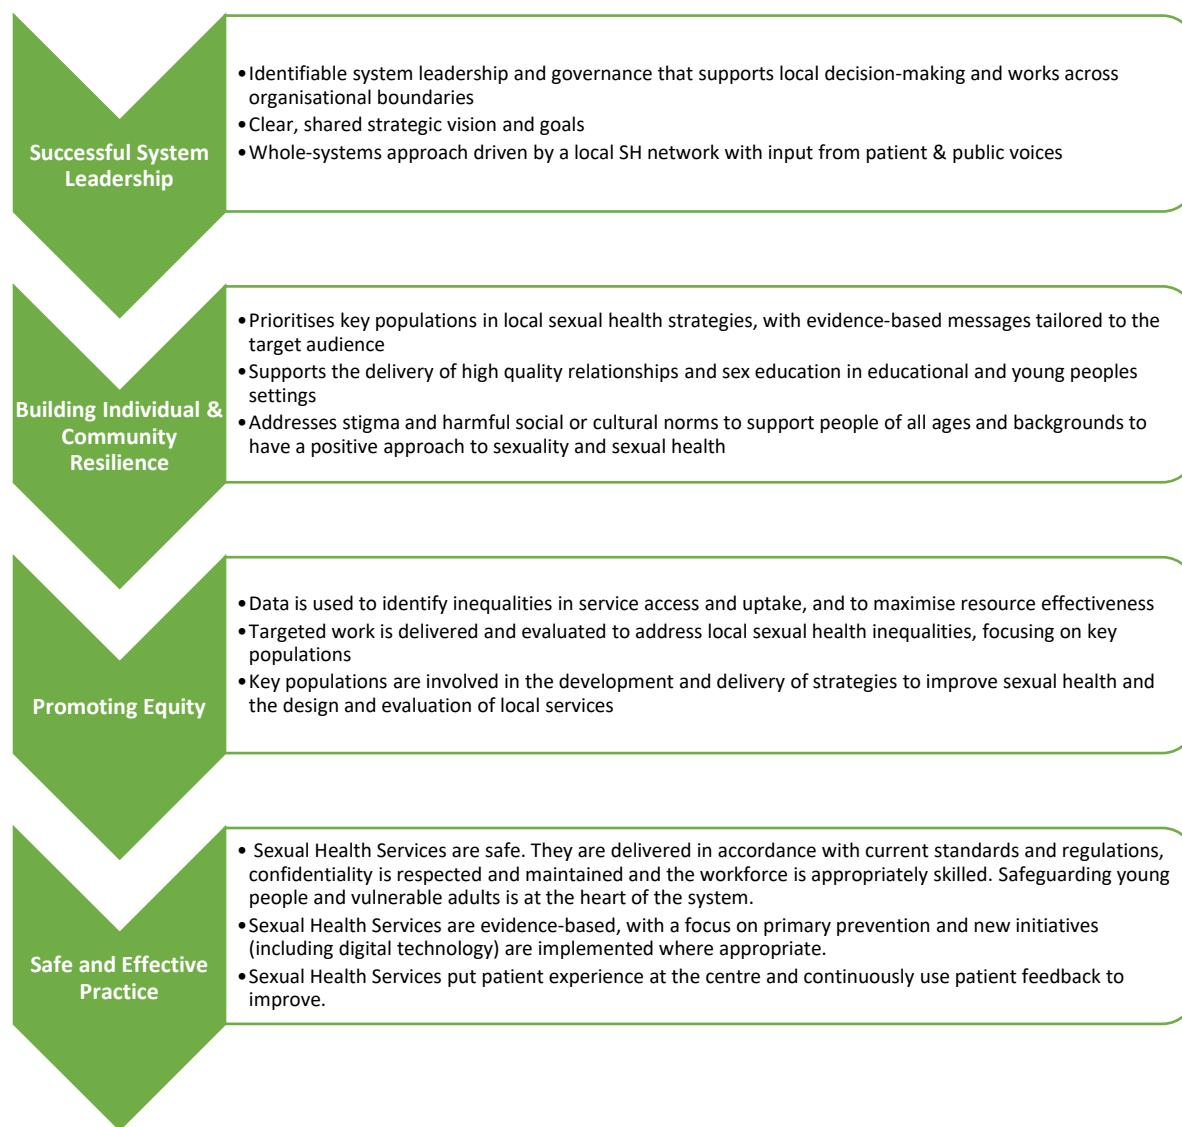 Successful System
Leadership
•Identifiable system leadership and governance that supports local decision-making and works across
organisational boundaries
•Clear, shared strategic vision and goals
•Whole-systems approach driven by a local SH network with input from patient & public voices
Building Individual &
Community
Resilience
•Prioritises key populations in local sexual health strategies, with evidence-based messages tailored to the
target audience
•Supports the delivery of high quality relationships and sex education in educational and young peoples
settings
•Addresses stigma and harmful social or cultural norms to support people of all ages and backgrounds to
have a positive approach to sexuality and sexual health
Promoting Equity
•Data is used to identify inequalities in service access and uptake, and to maximise resource effectiveness
•Targeted work is delivered and evaluated to address local sexual health inequalities, focusing on key
populations
•Key populations are involved in the development and delivery of strategies to improve sexual health and
the design and evaluation of local services
Safe and Effective
Practice
• Sexual Health Services are safe. They are delivered in accordance with current standards and regulations,
confidentiality is respected and maintained and the workforce is appropriately skilled. Safeguarding young
people and vulnerable adults is at the heart of the system.
•Sexual Health Services are evidence-based, with a focus on primary prevention and new initiatives
(including digital technology) are implemented where appropriate.
•Sexual Health Services put patient experience at the centre and continuously use patient feedback to
improve.